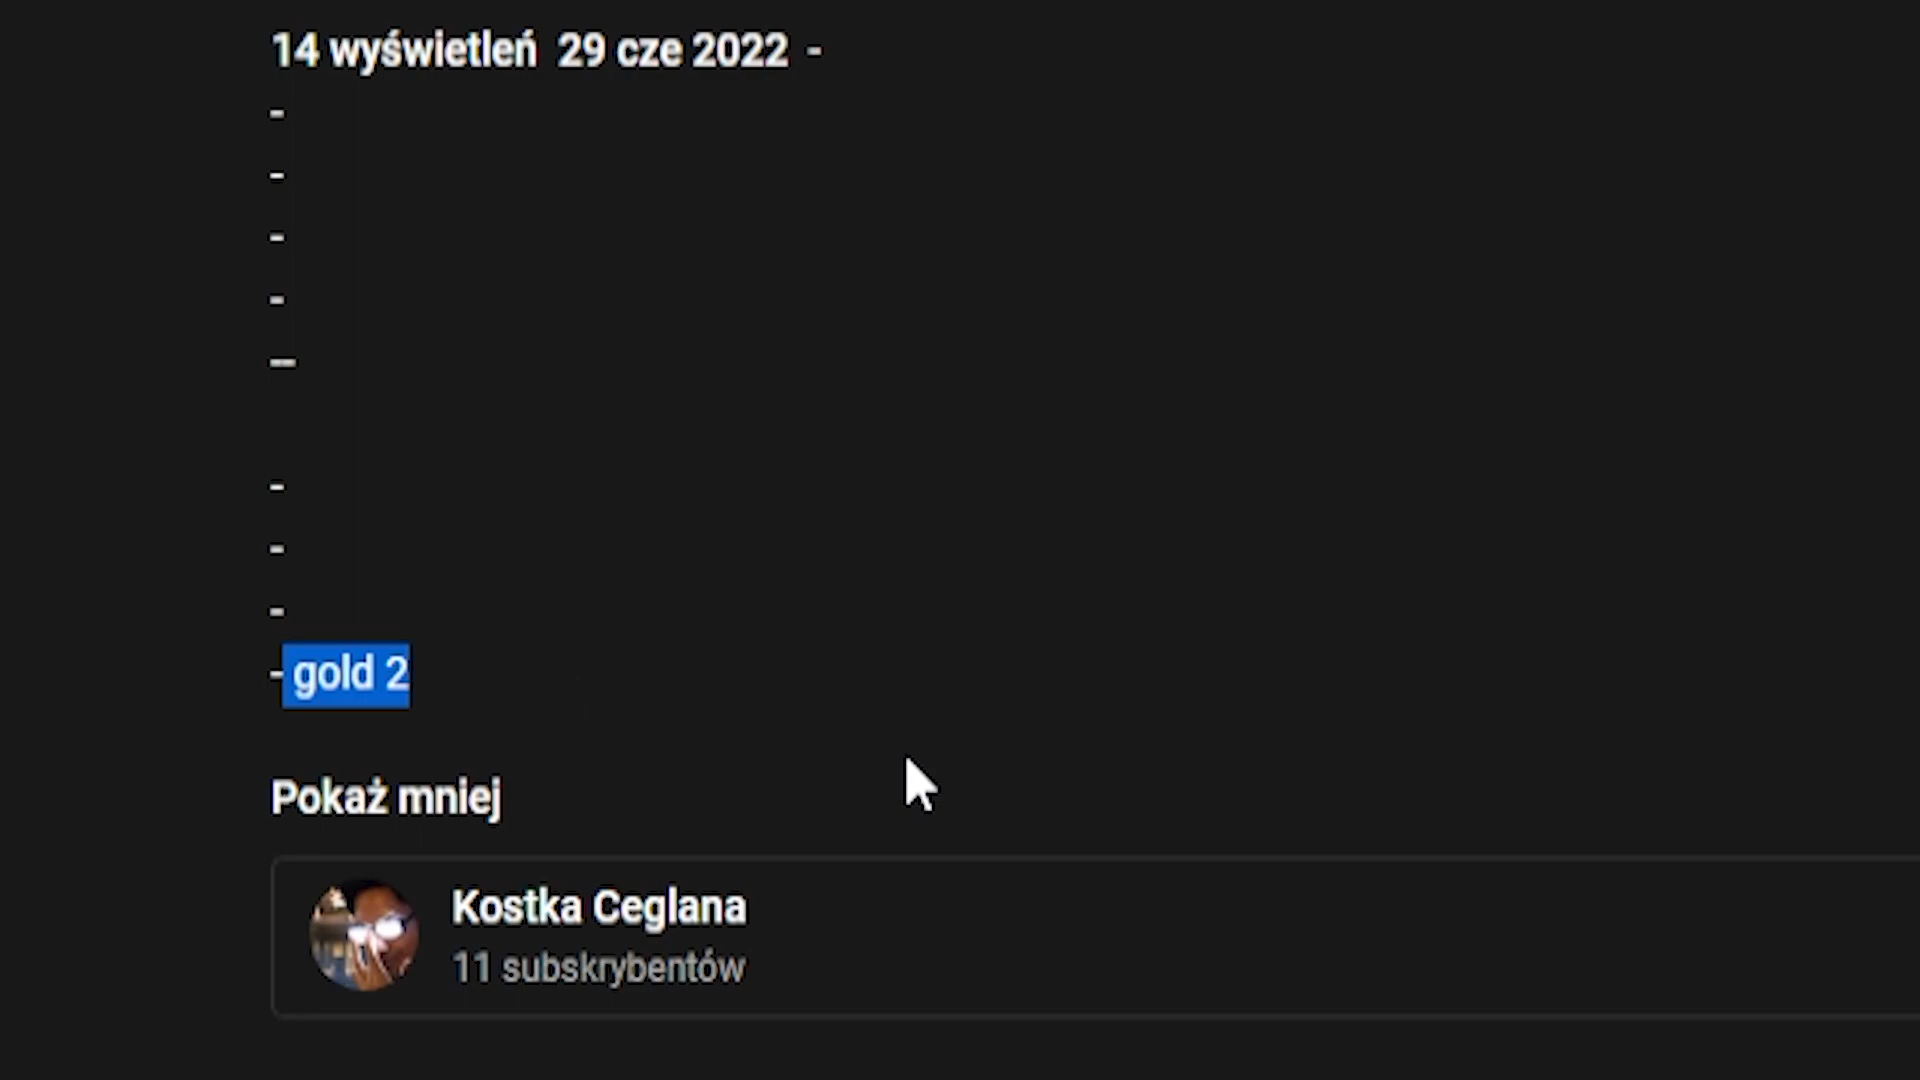 14 wyświetleń 29 cze 2022 -
-
-
-
-
--
-
-
-
- gold 2
Pokaż mniej
Kostka Ceglana
11 subskrybentów